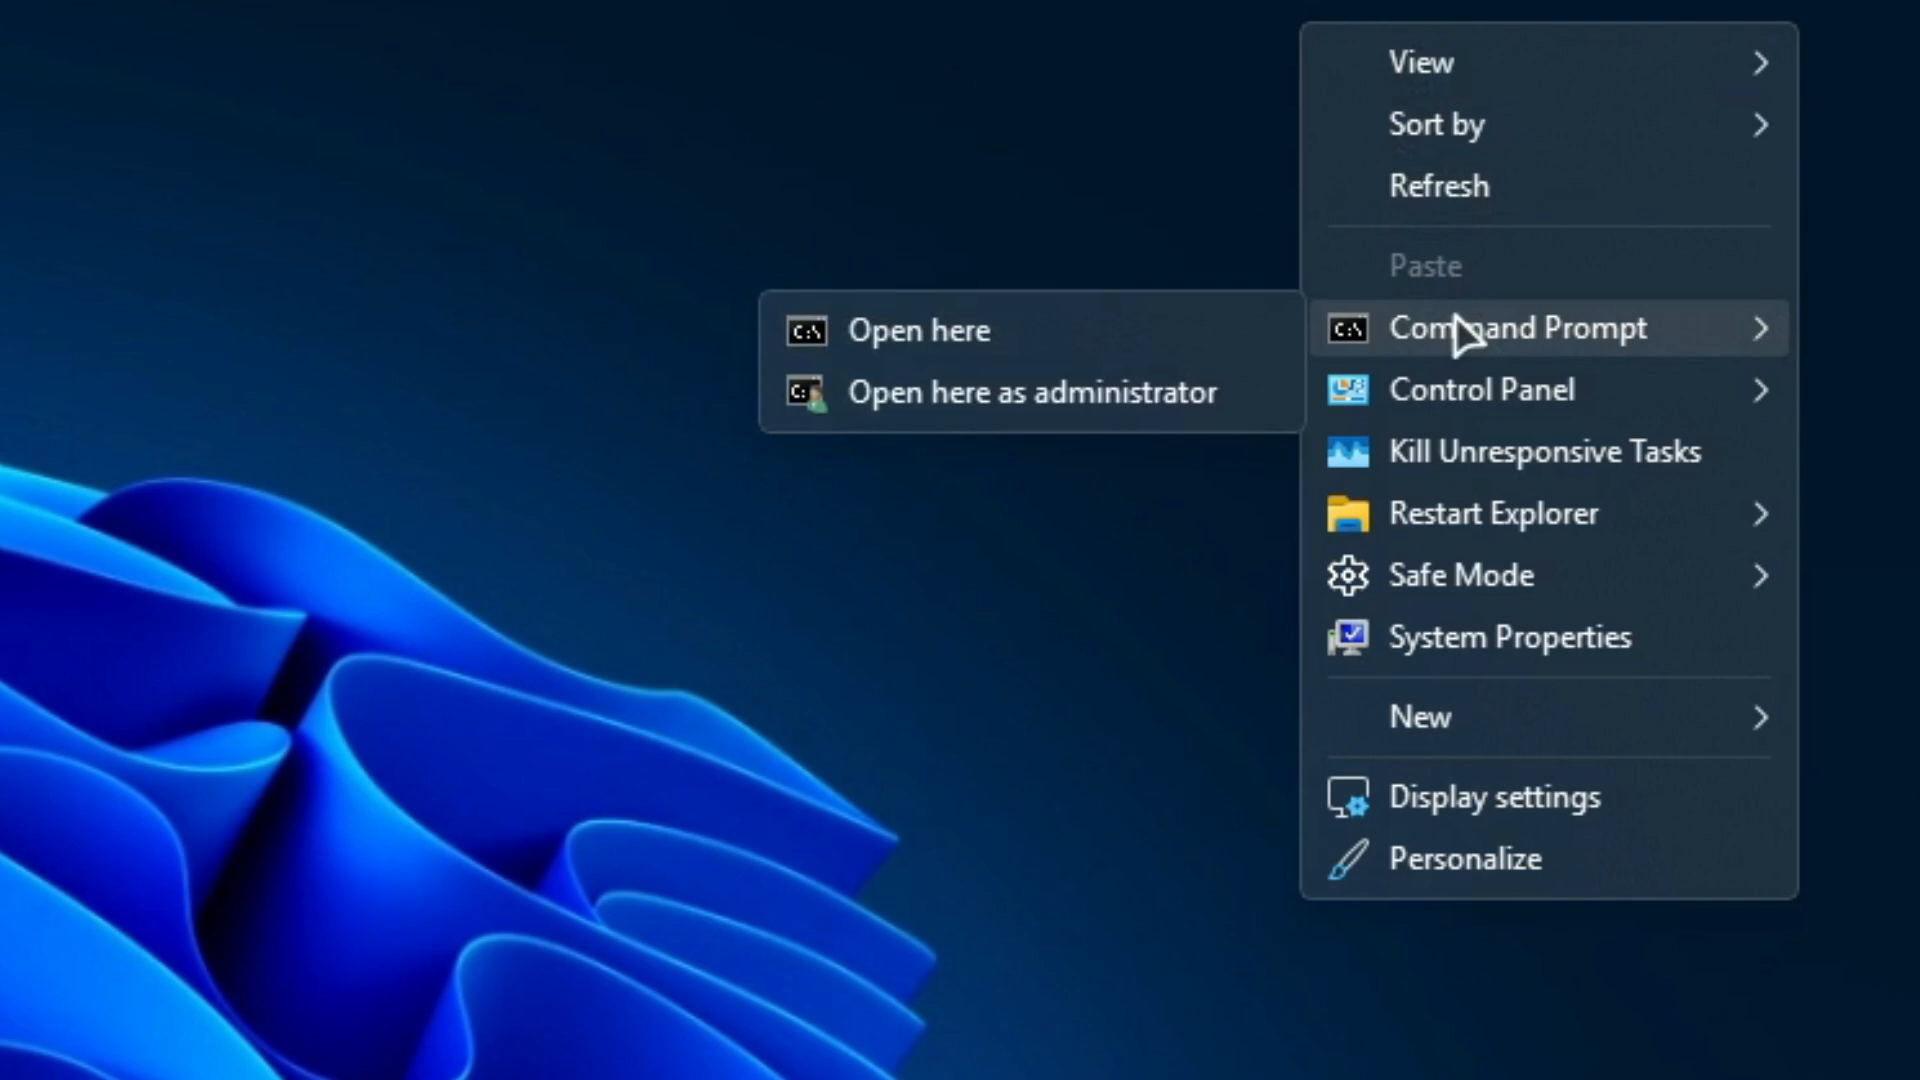 View
Sort by
Refresh
Paste
Command Prompt
Open here
Open here as administrator
Control Panel
Kill Unresponsive Tasks
Restart Explorer
Safe Mode
System Properties
New
Display settings
Personalize